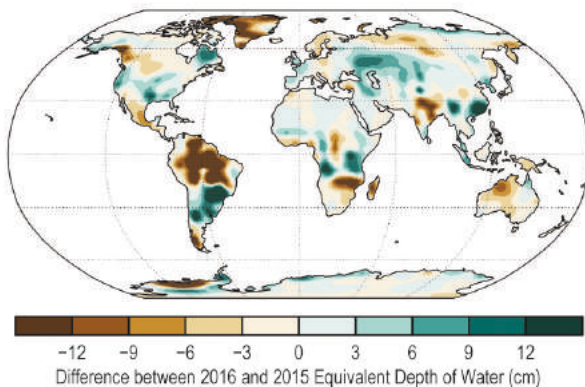 −12 −9 −6 −3 0 3 6 9 12
Difference between 2016 and 2015 Equivalent Depth of Water (cm)